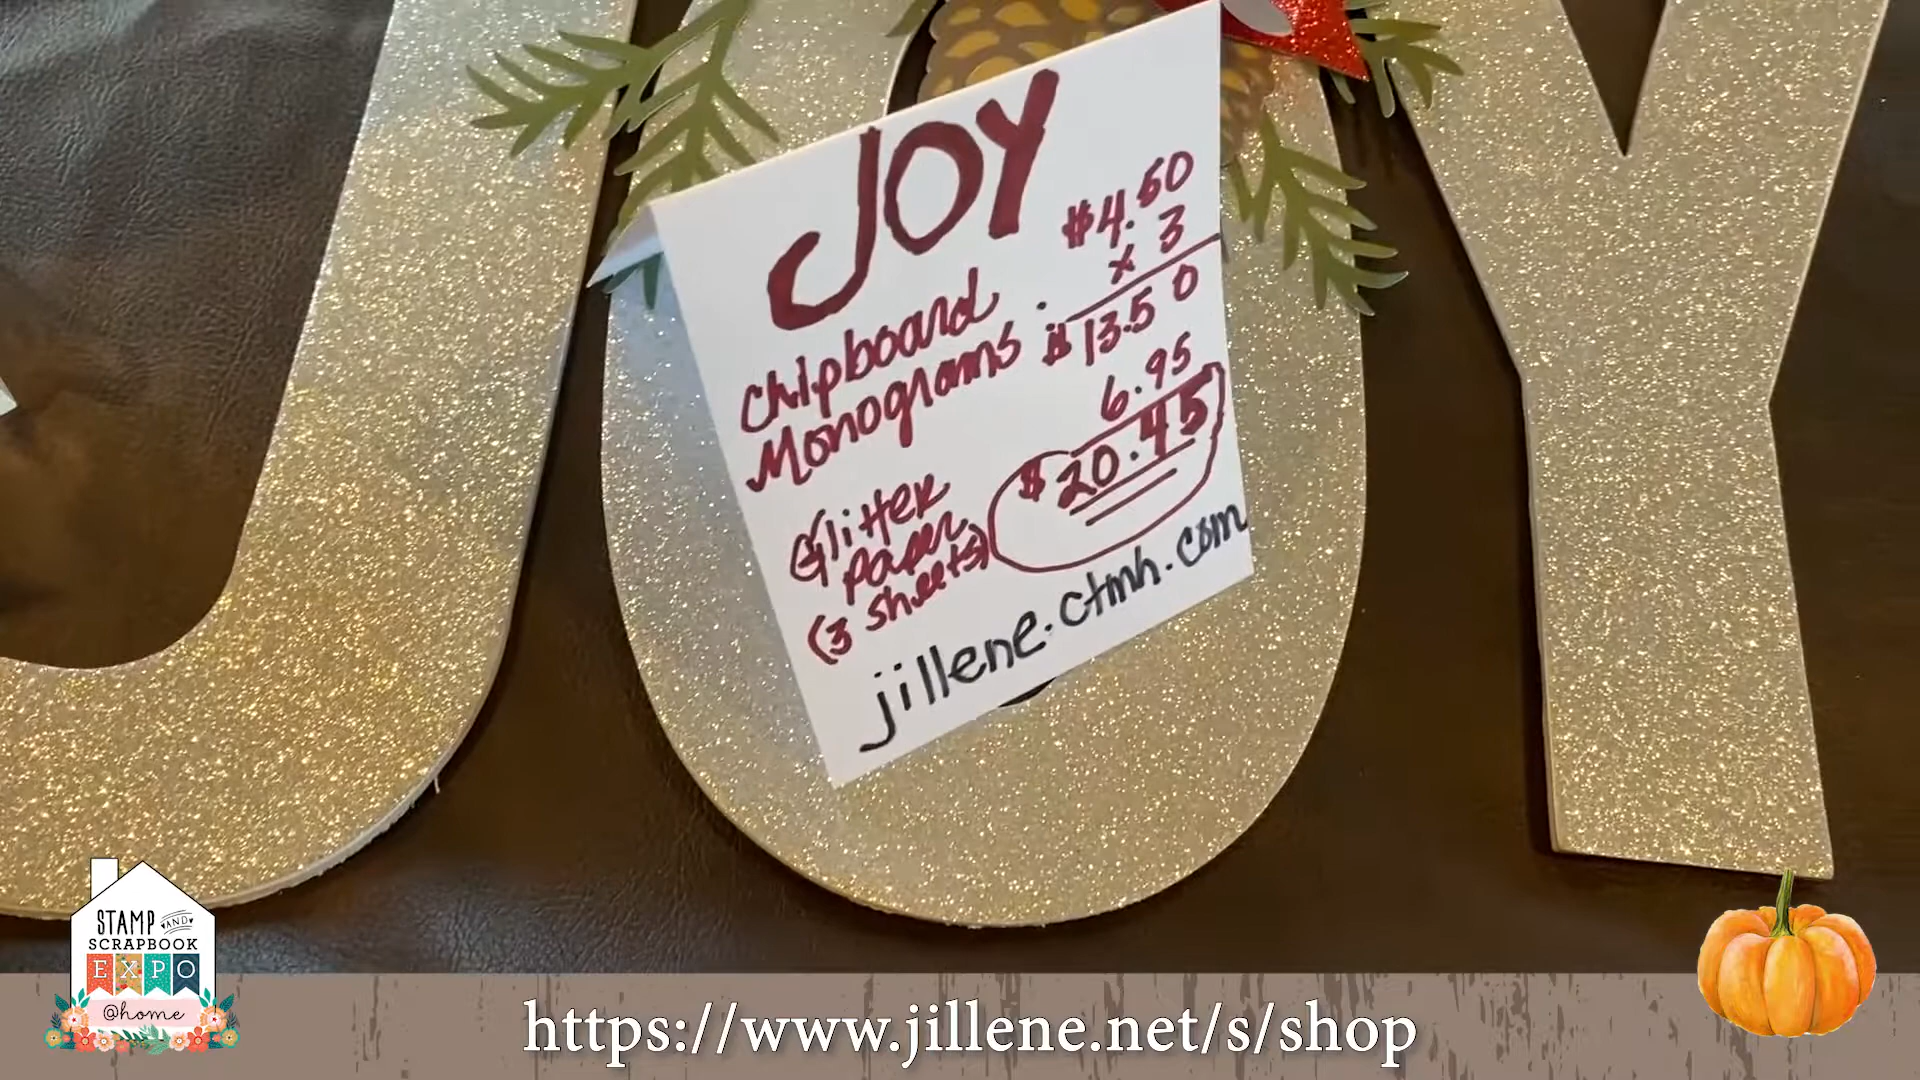 JOY
Chipboard
Monograms
$4.50
x 3
$13.50
6.95
$20.45
Glitter
paper
(3 sheets)
jillene.ctmh.com
STAMP AND
SCRAPBOOK
EXPO
@home
https://www.jillene.net/s/shop